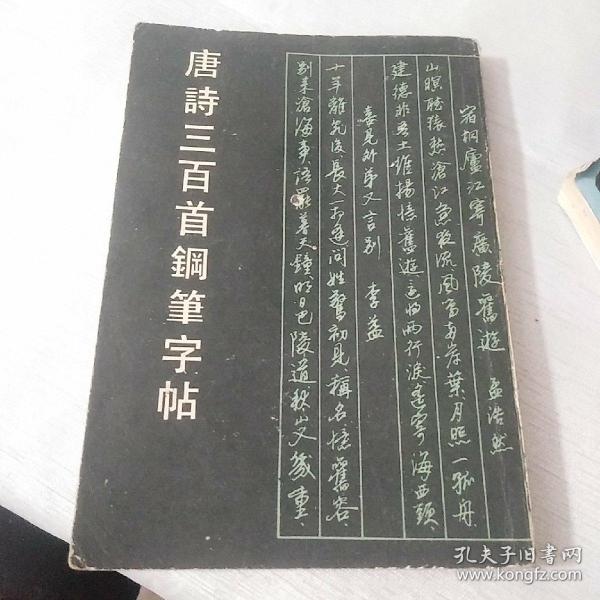 唐詩三百首鋼筆字帖
宿桐廬江寄廣陵舊遊 孟浩然
山暝聽猿愁滄江急夜流風鳴兩岸葉月照一孤舟
建德非吾土維揚憶舊遊還將兩行淚遙寄海西頭
喜見外弟又言別 李益
十年離亂後長大一相逢問姓驚初見稱名憶舊容
別來滄海事語罷暮天鐘明日巴陵道秋山又幾重
孔夫子旧书网
www.kongfz.com